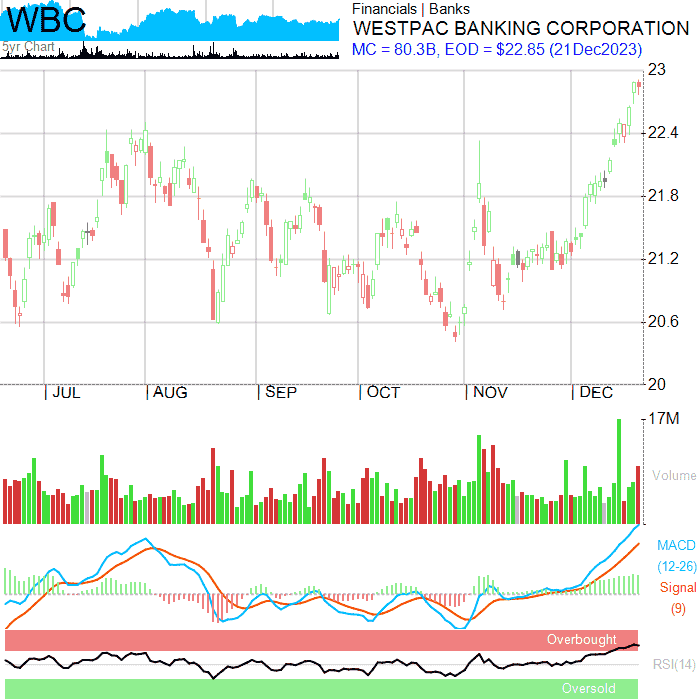 WBC
5yr Chart
Financials | Banks
WESTPAC BANKING CORPORATION
MC = 80.3B, EOD = $22.85 (21Dec2023)
23
22.4
21.8
21.2
20.6
20
JUL AUG SEP OCT NOV DEC
17M
Volume
MACD
(12-26)
Signal
(9)
Overbought
RSI(14)
Oversold